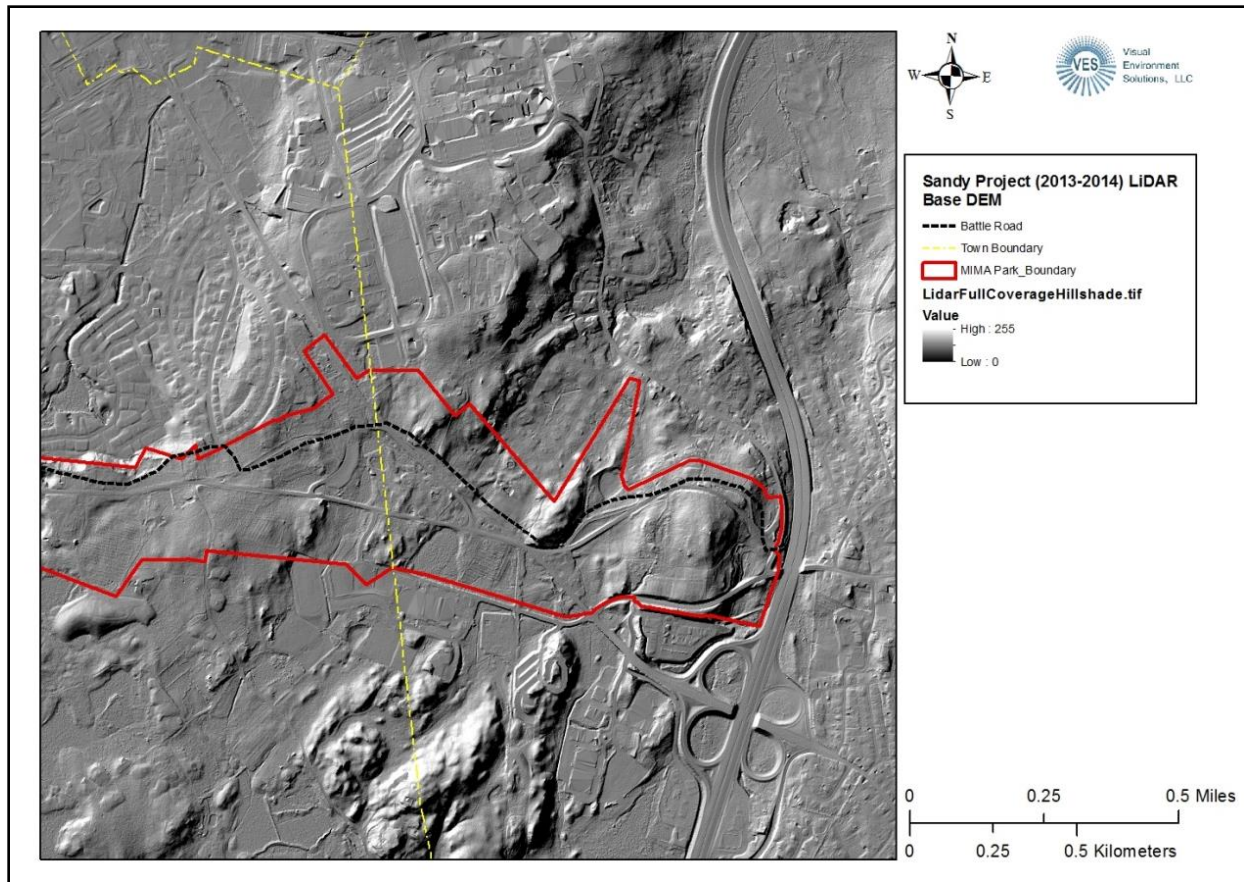 N
W E
S
VES
Visual
Environment
Solutions, LLC
Sandy Project (2013-2014) LiDAR
Base DEM
Battle Road
Town Boundary
MIMA Park_Boundary
LidarFullCoverageHillshade.tif
Value
High : 255
Low : 0
0 0.25 0.5 Miles
0 0.25 0.5 Kilometers